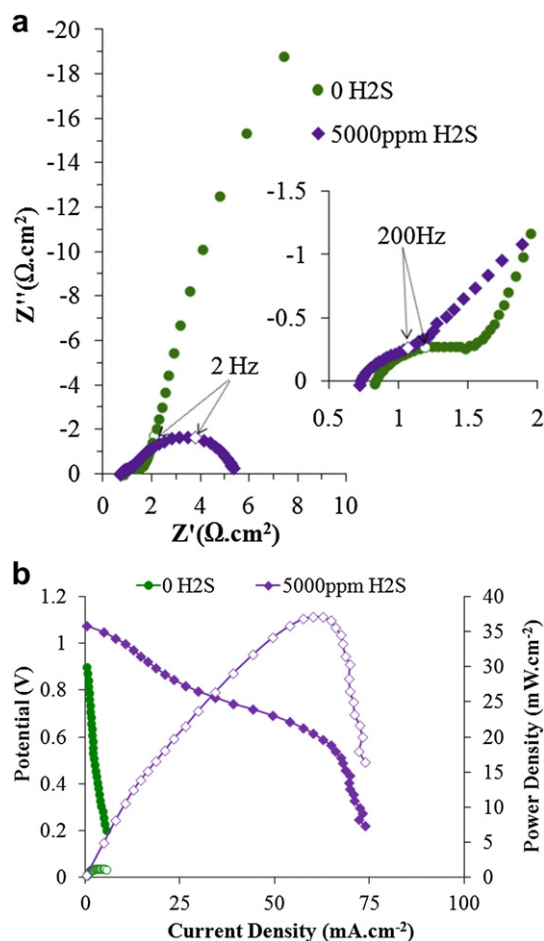 a
-20
-18
-16
-14
-12
-10
-8
-6
-4
-2
0
Z''(Ω.cm²)
0 H2S
5000ppm H2S
2 Hz
0 2 4 6 8 10
Z'(Ω.cm²)
-1.5
-1
-0.5
0
200Hz
0.5 1 1.5 2
b
0 H2S 5000ppm H2S
1.2
1
0.8
0.6
0.4
0.2
0
Potential (V)
40
35
30
25
20
15
10
5
0
Power Density (mW.cm⁻²)
0 25 50 75 100
Current Density (mA.cm⁻²)